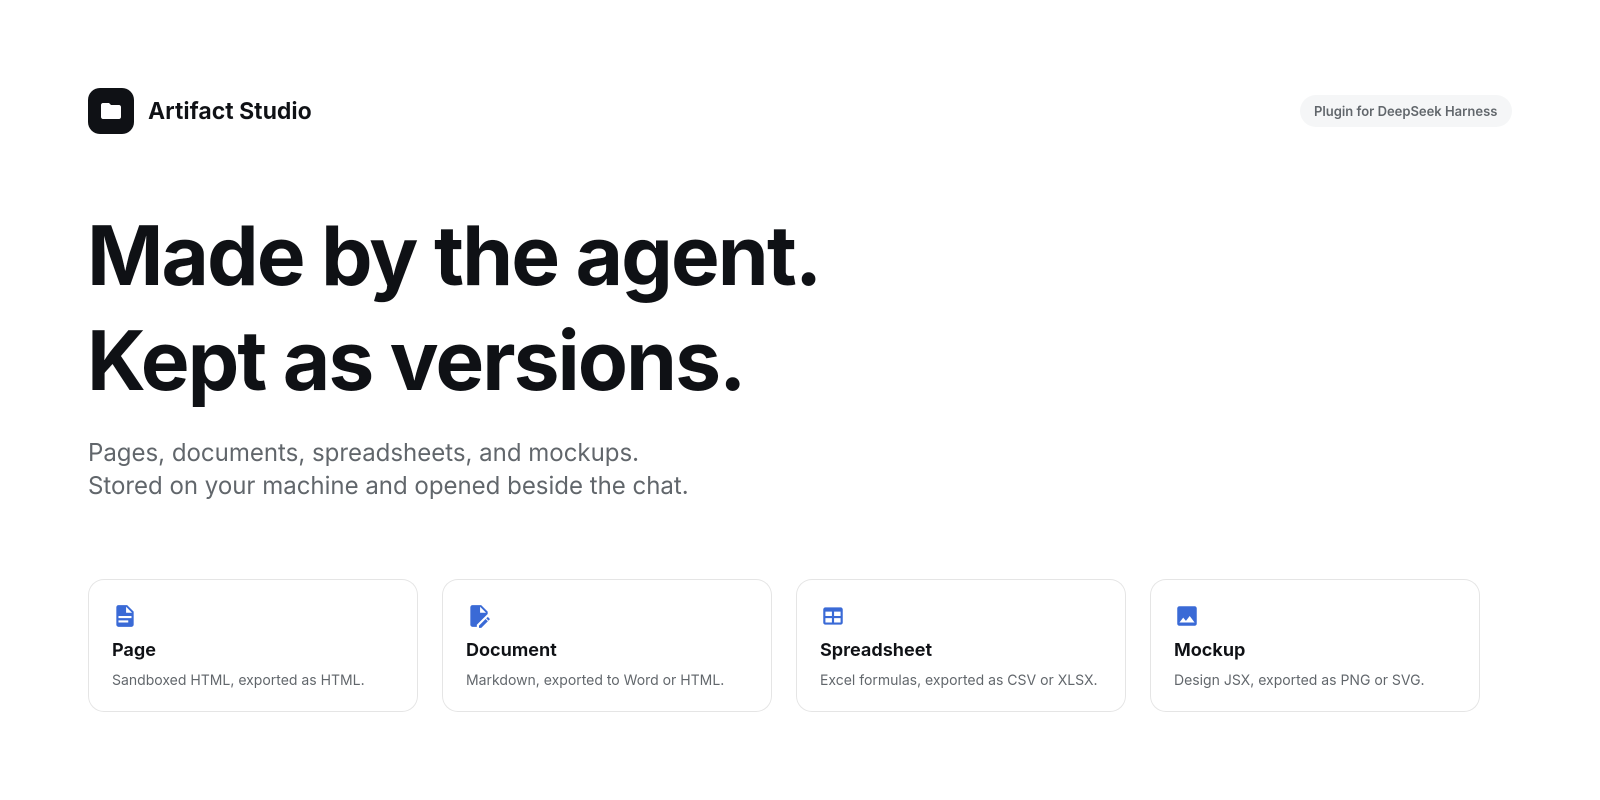 Artifact Studio
Plugin for DeepSeek Harness
Made by the agent.
Kept as versions.
Pages, documents, spreadsheets, and mockups.
Stored on your machine and opened beside the chat.
Page
Sandboxed HTML, exported as HTML.
Document
Markdown, exported to Word or HTML.
Spreadsheet
Excel formulas, exported as CSV or XLSX.
Mockup
Design JSX, exported as PNG or SVG.